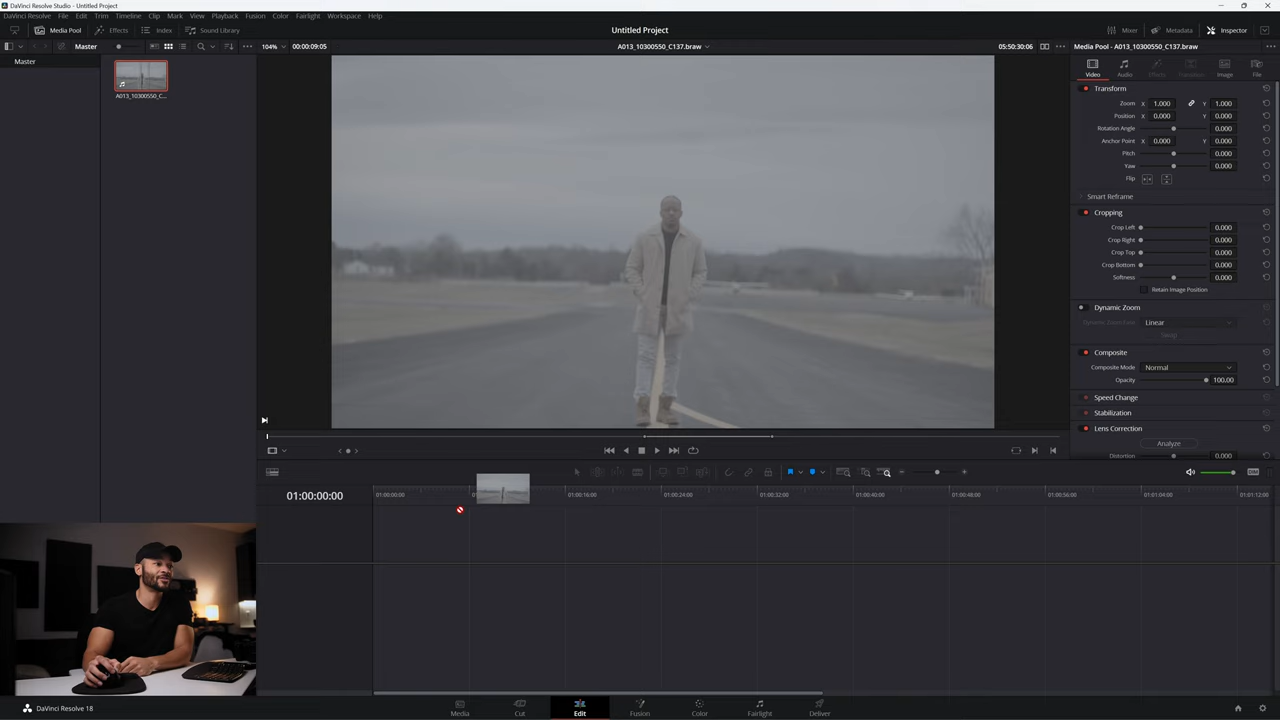 DaVinci Resolve Studio - Untitled Project
DaVinci Resolve File Edit Trim Timeline Clip Mark View Playback Fusion Color Fairlight Workspace Help
Media Pool Effects Index Sound Library Untitled Project Mixer Metadata Inspector
Master 104% 00:00:09:05 A013_10300550_C137.braw 05:50:30:06 Media Pool - A013_10300550_C137.braw
Master
A013_10300550_C...
Video Audio Effects Transition Image File
Transform
Zoom X 1.000 Y 1.000
Position X 0.000 Y 0.000
Rotation Angle 0.000
Anchor Point X 0.000 Y 0.000
Pitch 0.000
Yaw 0.000
Flip
Smart Reframe
Cropping
Crop Left 0.000
Crop Right 0.000
Crop Top 0.000
Crop Bottom 0.000
Softness 0.000
Retain Image Position
Dynamic Zoom
Dynamic Zoom Ease Linear
Swap
Composite
Composite Mode Normal
Opacity 100.00
Speed Change
Stabilization
Lens Correction
Analyze
Distortion 0.000
DIM
01:00:00:00
01:00:00:00 01:00:16:00 01:00:24:00 01:00:32:00 01:00:40:00 01:00:48:00 01:00:56:00 01:01:04:00 01:01:12:00
DaVinci Resolve 18
Media Cut Edit Fusion Color Fairlight Deliver